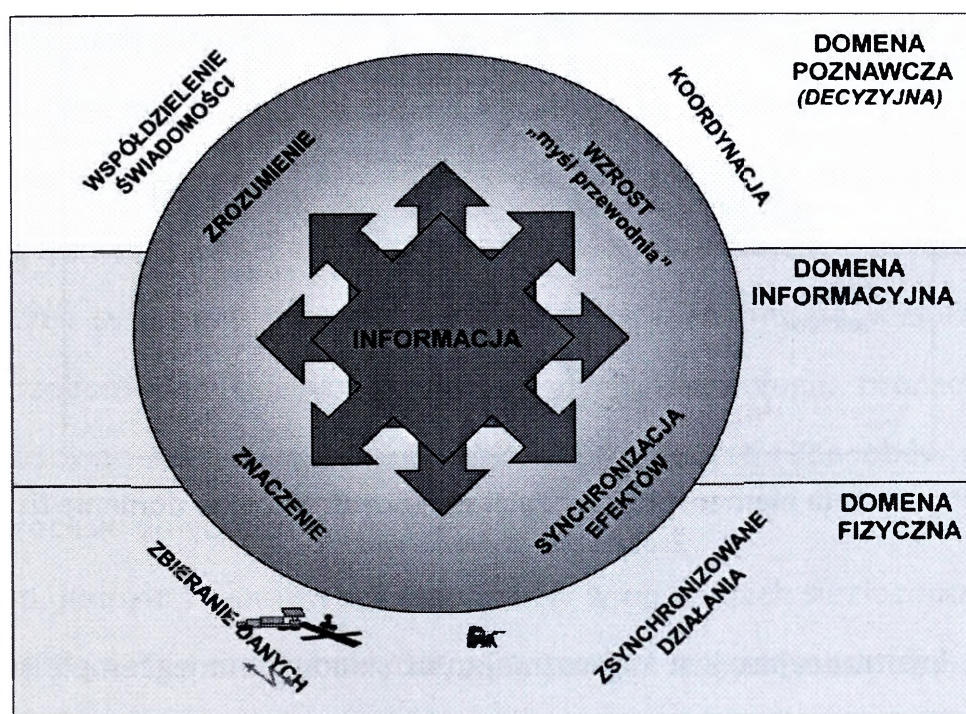 DOMENA
POZNAWCZA
(DECYZYJNA)
WSPÓŁDZIELENIE
ŚWIADOMOŚCI
KOORDYNACJA
ZROZUMIENIE
WZROST
„myśl przewodnia”
DOMENA
INFORMACYJNA
INFORMACJA
ZNACZENIE
SYNCHRONIZACJA
EFEKTÓW
DOMENA
FIZYCZNA
ZBIERANIE DANYCH
ZSYNCHRONIZOWANE
DZIAŁANIA